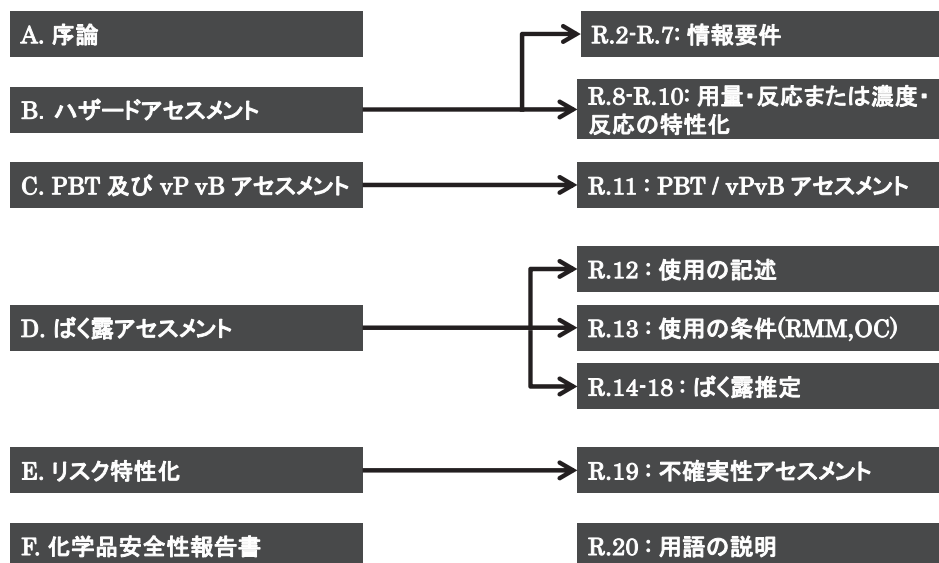 A. 序論
R.2-R.7: 情報要件
B. ハザードアセスメント
R.8-R.10: 用量・反応または濃度・
反応の特性化
C. PBT 及び vP vB アセスメント
R.11 : PBT / vPvB アセスメント
R.12 : 使用の記述
D. ばく露アセスメント
R.13 : 使用の条件(RMM,OC)
R.14-18 : ばく露推定
E. リスク特性化
R.19 : 不確実性アセスメント
F. 化学品安全性報告書
R.20 : 用語の説明